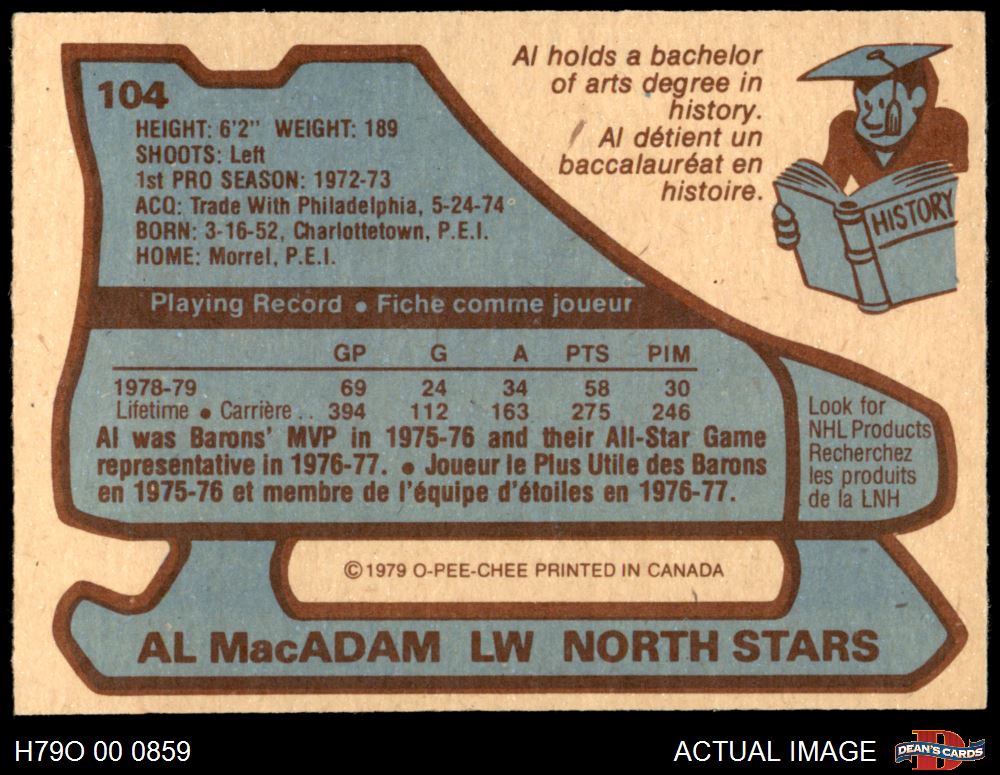 104
HEIGHT: 6'2" WEIGHT: 189
SHOOTS: Left
1st PRO SEASON: 1972-73
ACQ: Trade With Philadelphia, 5-24-74
BORN: 3-16-52, Charlottetown, P.E.I.
HOME: Morrel, P.E.I.
Al holds a bachelor
of arts degree in
history.
Al détient un
baccalauréat en
histoire.
HISTORY
Playing Record • Fiche comme joueur
GP G A PTS PIM
1978-79 69 24 34 58 30
Lifetime • Carrière .. 394 112 163 275 246
Al was Barons' MVP in 1975-76 and their All-Star Game
representative in 1976-77. • Joueur le Plus Utile des Barons
en 1975-76 et membre de l'équipe d'étoiles en 1976-77.
Look for
NHL Products
Recherchez
les produits
de la LNH
© 1979 O-PEE-CHEE PRINTED IN CANADA
AL MacADAM LW NORTH STARS
H79O 00 0859
ACTUAL IMAGE
D
DEAN'S CARDS